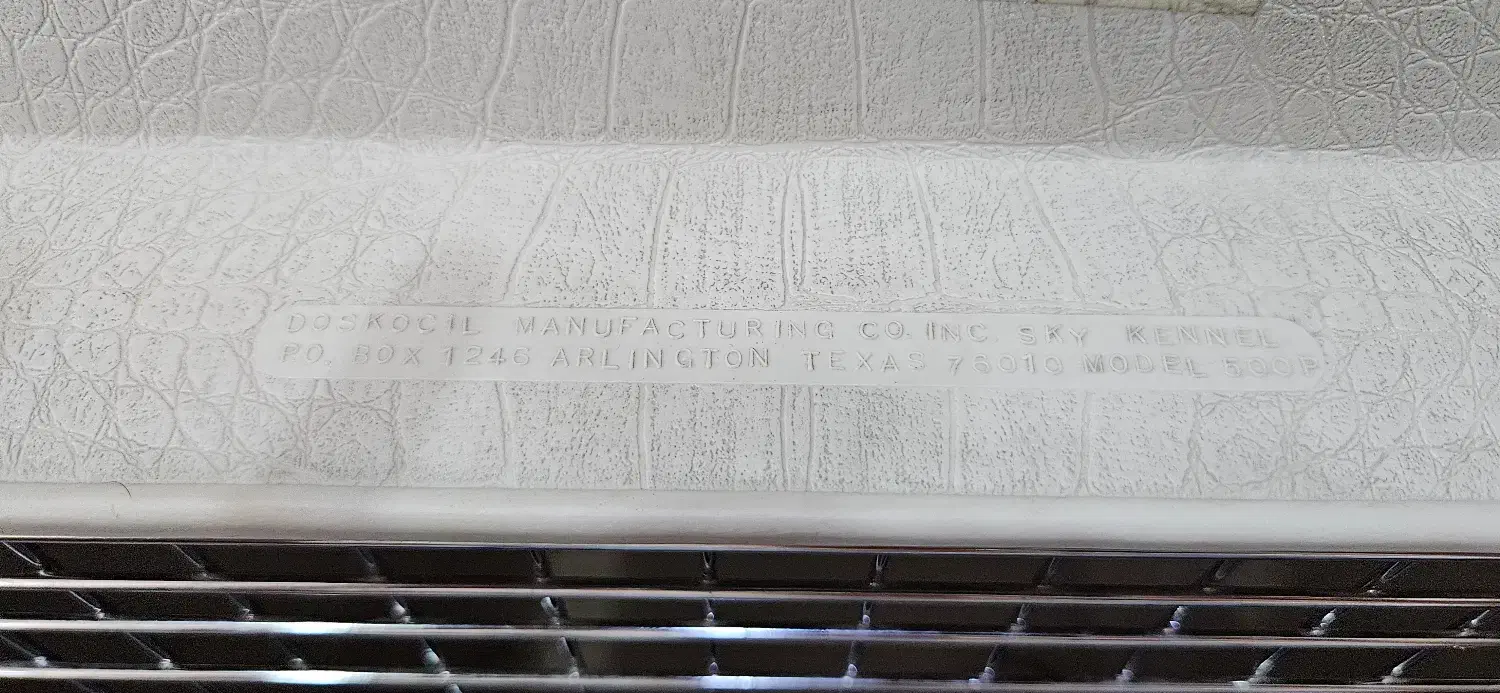 DOSKOCIL MANUFACTURING CO. INC. SKY KENNEL
P.O. BOX 1246 ARLINGTON TEXAS 76010 MODEL 500P